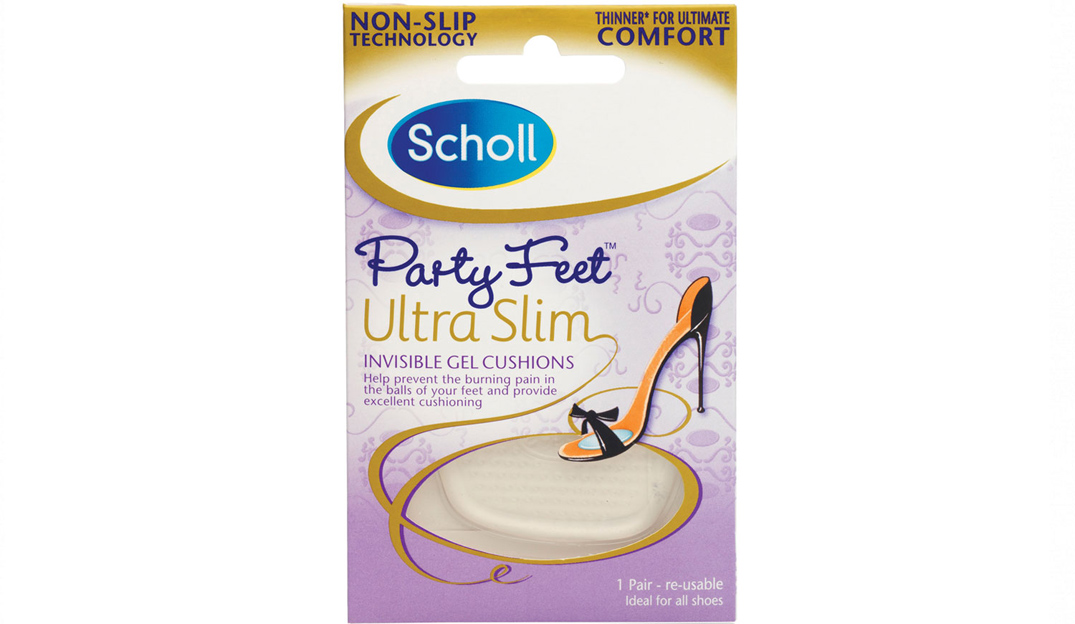 NON-SLIP
TECHNOLOGY
THINNER* FOR ULTIMATE
COMFORT
Scholl
Party Feet™
Ultra Slim
INVISIBLE GEL CUSHIONS
Help prevent the burning pain in
the balls of your feet and provide
excellent cushioning
1 Pair - re-usable
Ideal for all shoes